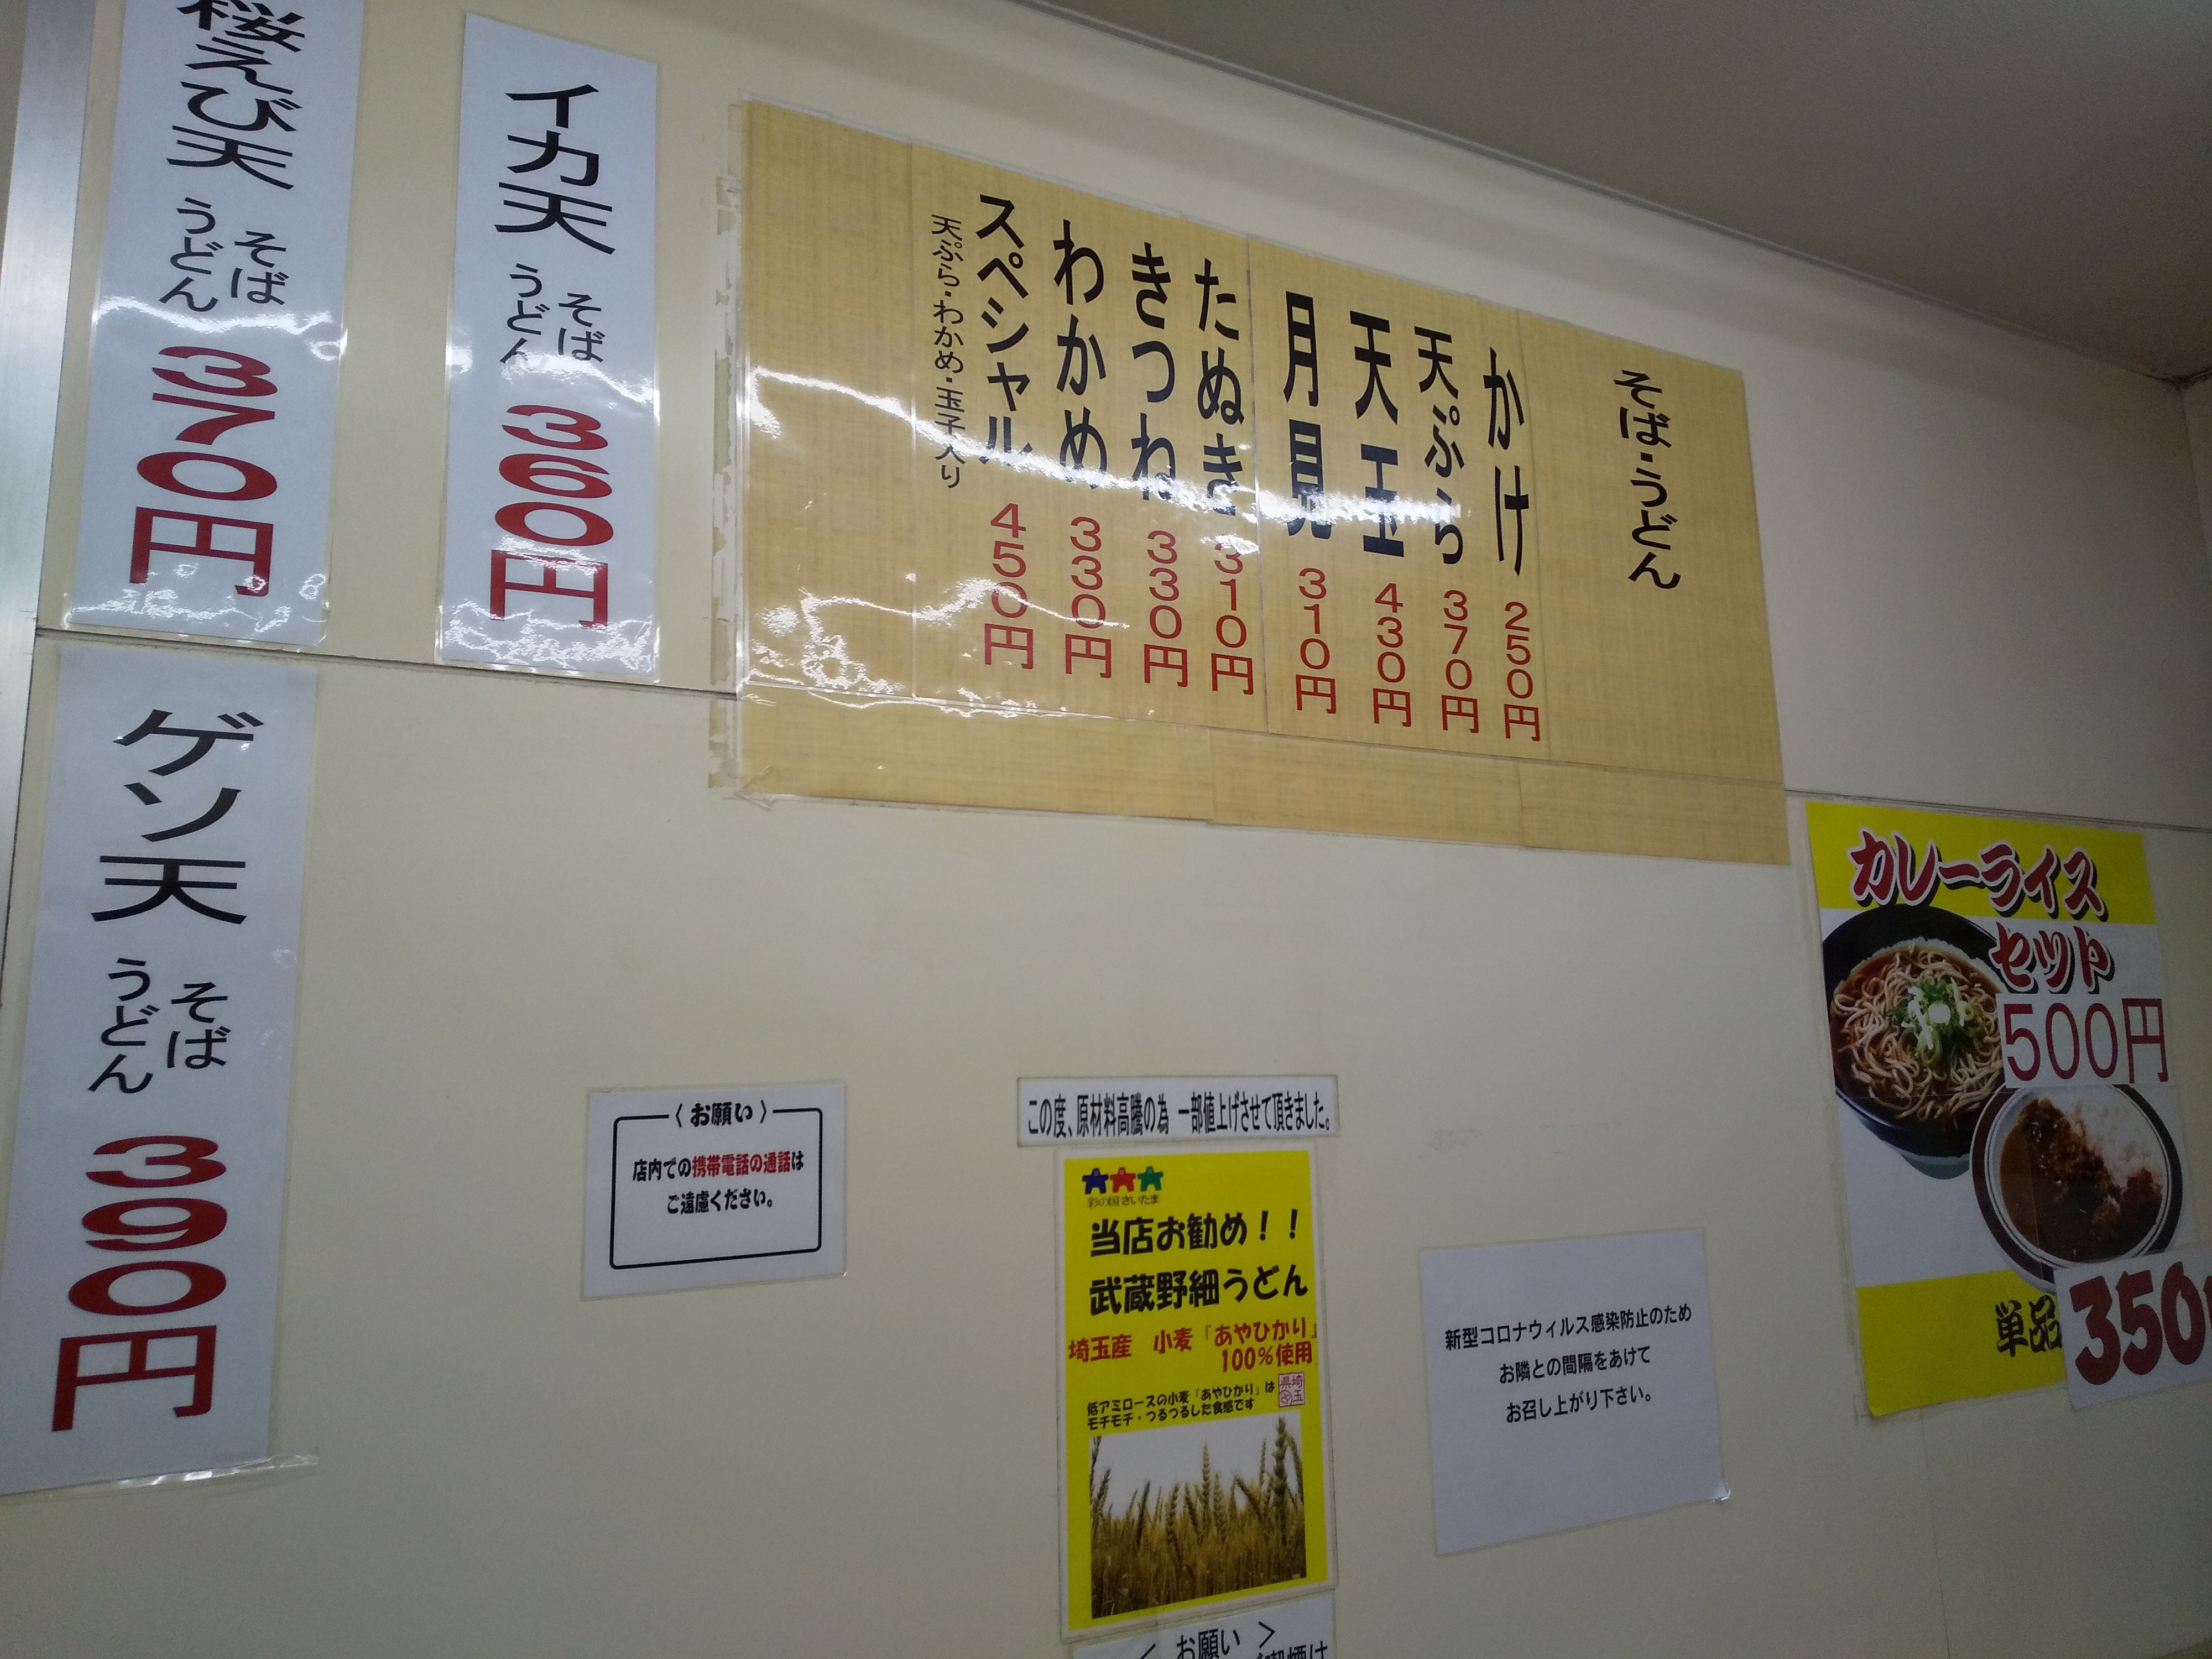 そば・うどん
かけ 250円
天ぷら 370円
天玉 430円
月見 310円
たぬき 310円
きつね 330円
わかめ 330円
スペシャル 450円
天ぷら・わかめ・玉子入り
イカ天 そば うどん 360円
桜えび天 そば うどん 370円
ゲソ天 そば うどん 390円
カレーライス
セット
500円
単品
350
〈お願い〉
店内での携帯電話の通話は
ご遠慮ください。
この度、原材料高騰の為 一部値上げさせて頂きました。
彩の国 さいたま
当店お勧め！！
武蔵野細うどん
埼玉産 小麦『あやひかり』
100%使用
低アミロースの小麦「あやひかり」は
モチモチ・つるつるした食感です
新型コロナウィルス感染防止のため
お隣との間隔をあけて
お召し上がり下さい。
＜ お願い ＞